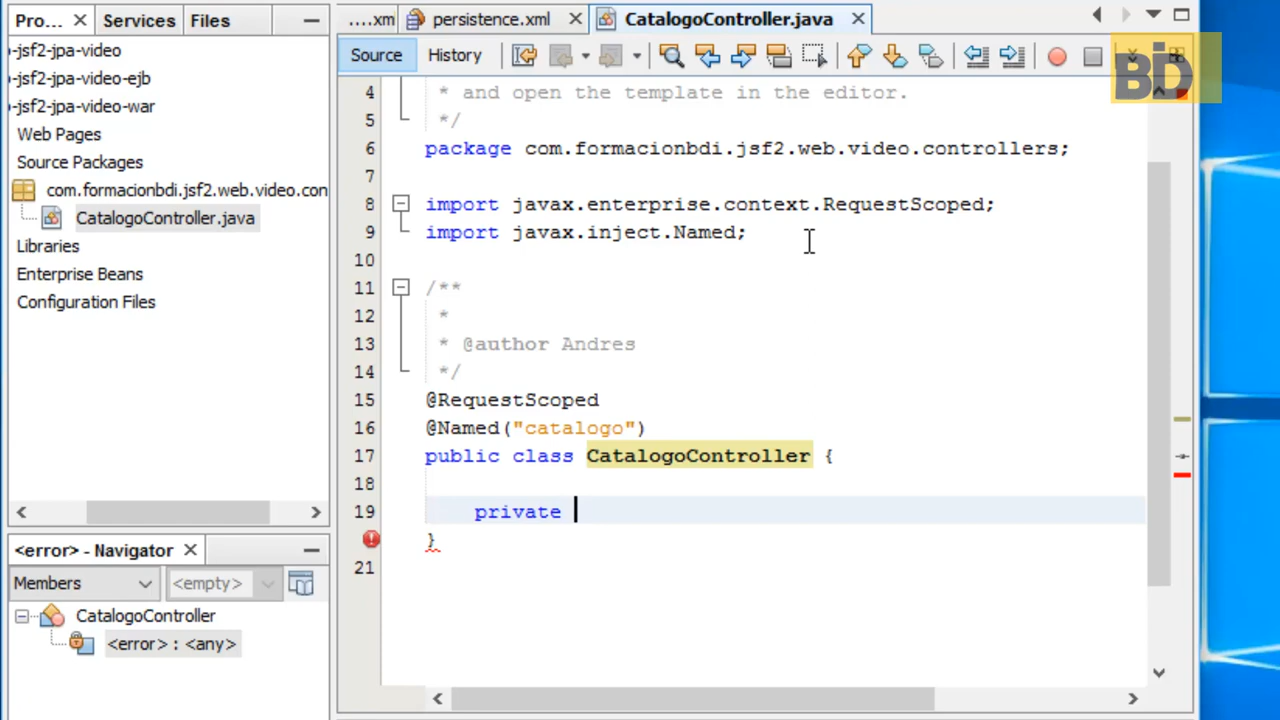 Pro...
Services
Files
....xm
persistence.xml
CatalogoController.java
Source
History
BDI
-jsf2-jpa-video
-jsf2-jpa-video-ejb
-jsf2-jpa-video-war
Web Pages
Source Packages
com.formacionbdi.jsf2.web.video.con
CatalogoController.java
Libraries
Enterprise Beans
Configuration Files
4 * and open the template in the editor.
5 */
6 package com.formacionbdi.jsf2.web.video.controllers;
7
8 import javax.enterprise.context.RequestScoped;
9 import javax.inject.Named;
10
11 /**
12 *
13 * @author Andres
14 */
15 @RequestScoped
16 @Named("catalogo")
17 public class CatalogoController {
18
19 private
}
21
<error> - Navigator
Members
<empty>
CatalogoController
<error> : <any>